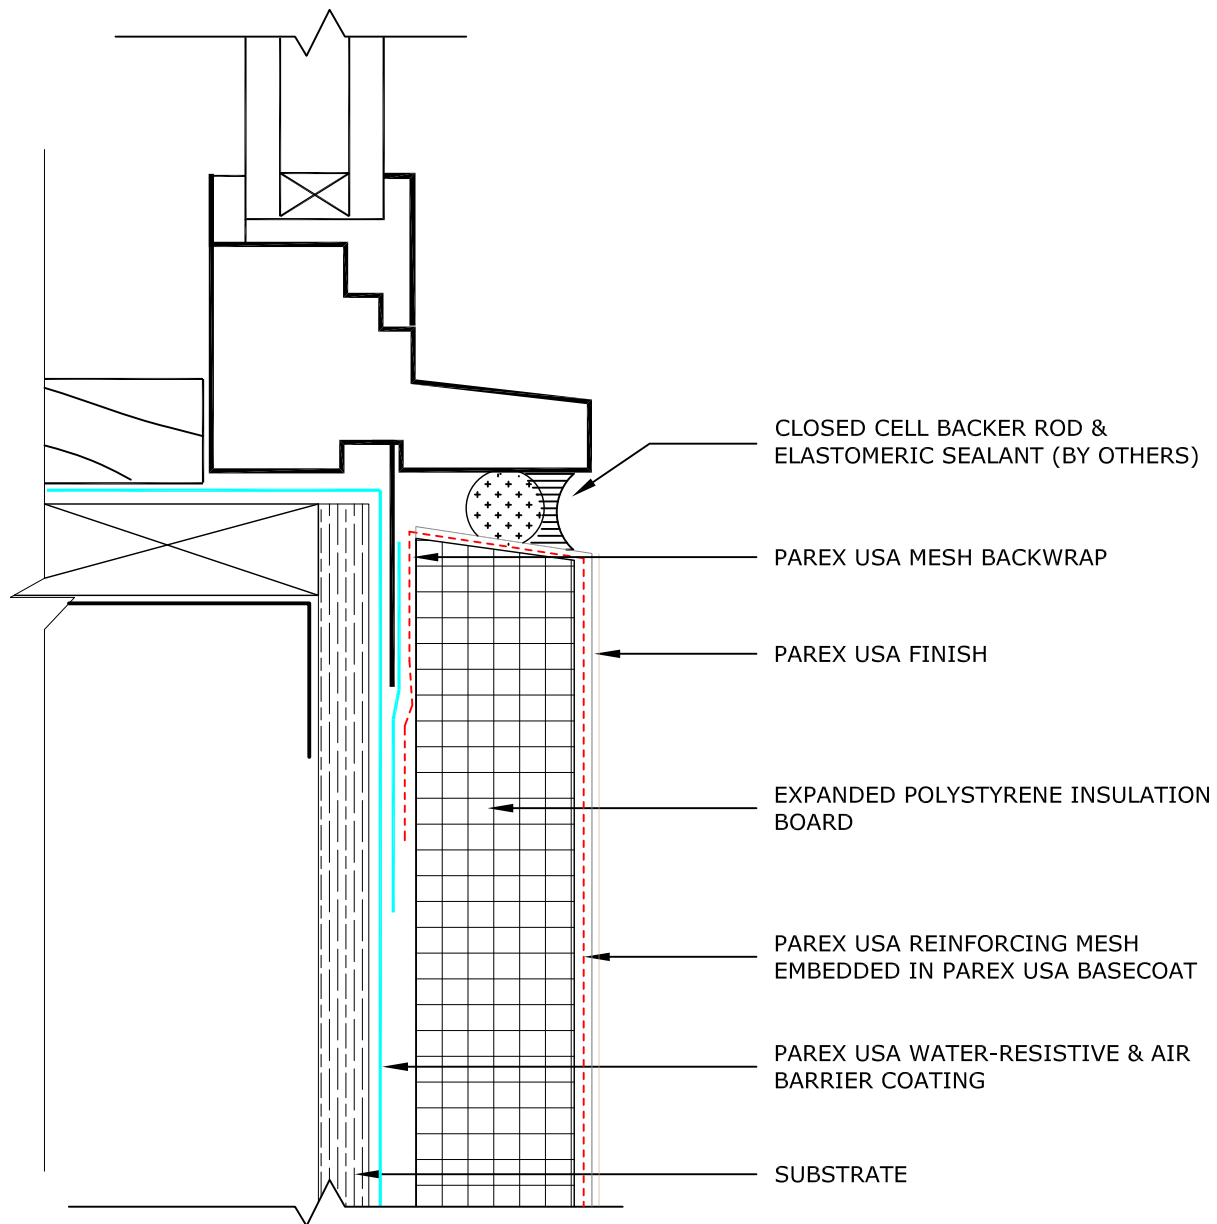 CLOSED CELL BACKER ROD &
ELASTOMERIC SEALANT (BY OTHERS)
PAREX USA MESH BACKWRAP
PAREX USA FINISH
EXPANDED POLYSTYRENE INSULATION
BOARD
PAREX USA REINFORCING MESH
EMBEDDED IN PAREX USA BASECOAT
PAREX USA WATER-RESISTIVE & AIR
BARRIER COATING
SUBSTRATE